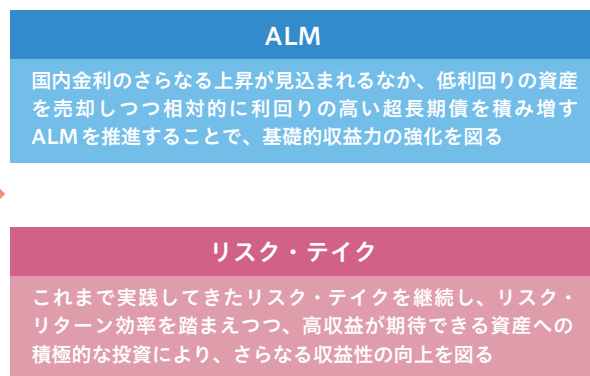 ALM
国内金利のさらなる上昇が見込まれるなか、低利回りの資産
を売却しつつ相対的に利回りの高い超長期債を積み増す
ALMを推進することで、基礎的収益力の強化を図る
リスク・テイク
これまで実践してきたリスク・テイクを継続し、リスク・
リターン効率を踏まえつつ、高収益が期待できる資産への
積極的な投資により、さらなる収益性の向上を図る